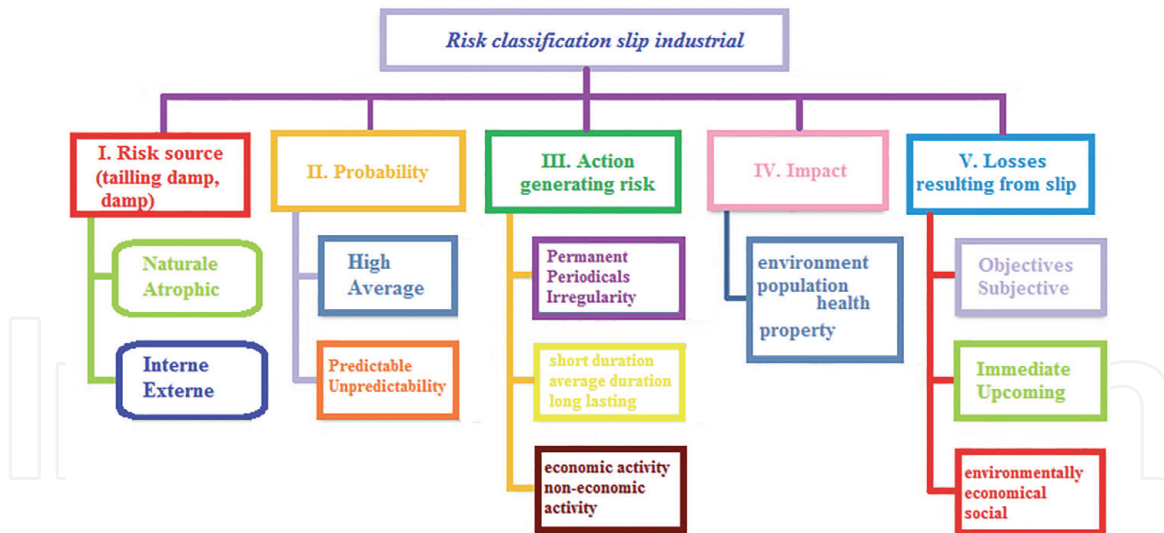 Risk classification slip industrial
I. Risk source
(tailling damp,
damp)
Naturale
Atrophic
Interne
Externe
II. Probability
High
Average
Predictable
Unpredictability
III. Action
generating risk
Permanent
Periodicals
Irregularity
short duration
average duration
long lasting
economic activity
non-economic
activity
IV. Impact
environment
population
health
property
V. Losses
resulting from slip
Objectives
Subjective
Immediate
Upcoming
environmentally
economical
social